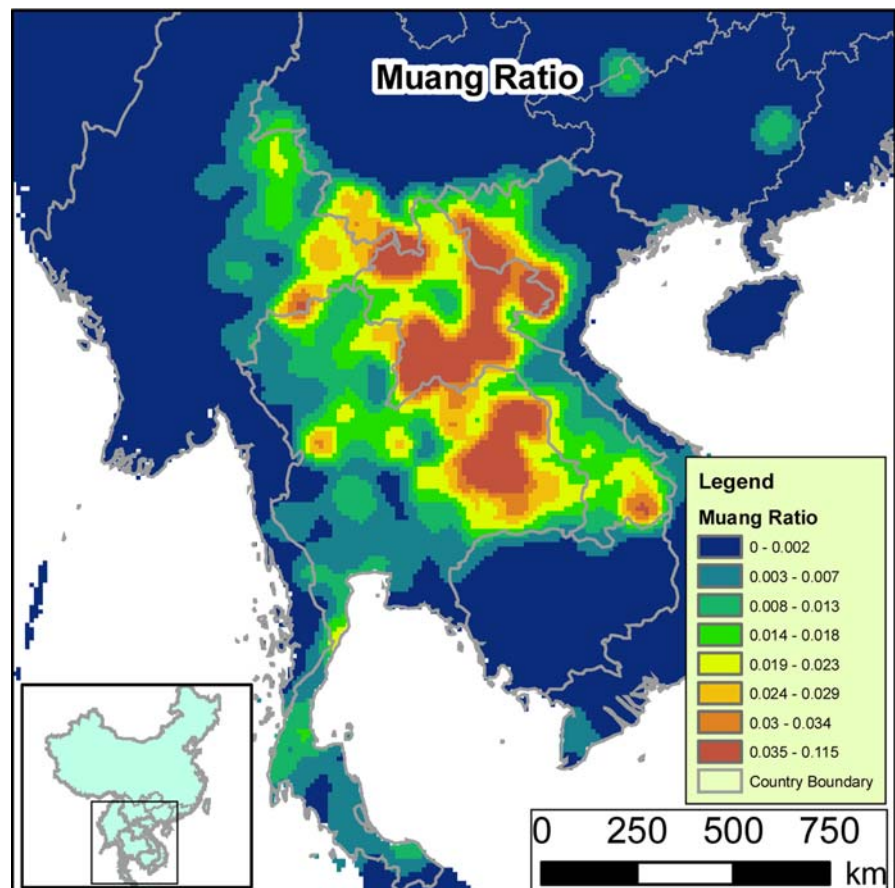 Muang Ratio
Legend
Muang Ratio
0 - 0.002
0.003 - 0.007
0.008 - 0.013
0.014 - 0.018
0.019 - 0.023
0.024 - 0.029
0.03 - 0.034
0.035 - 0.115
Country Boundary
0 250 500 750
km